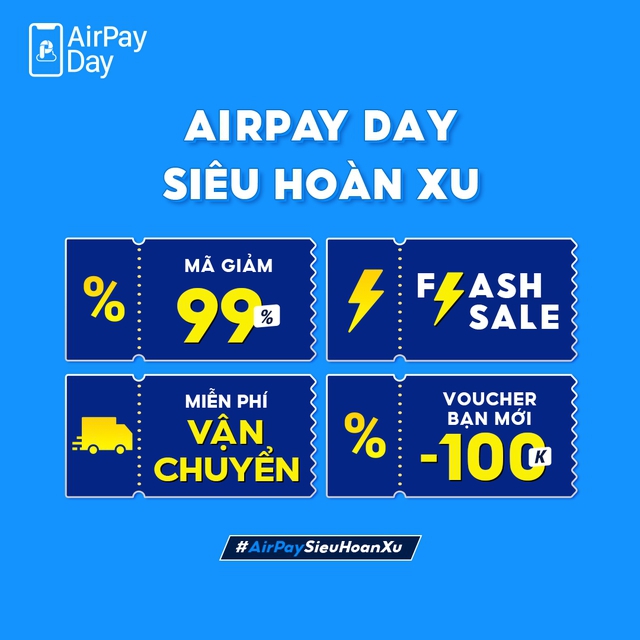 AirPay
Day
AIRPAY DAY
SIÊU HOÀN XU
%
MÃ GIẢM
99%
FLASH
SALE
MIỄN PHÍ
VẬN
CHUYỂN
%
VOUCHER
BẠN MỚI
-100K
#AirPaySieuHoanXu